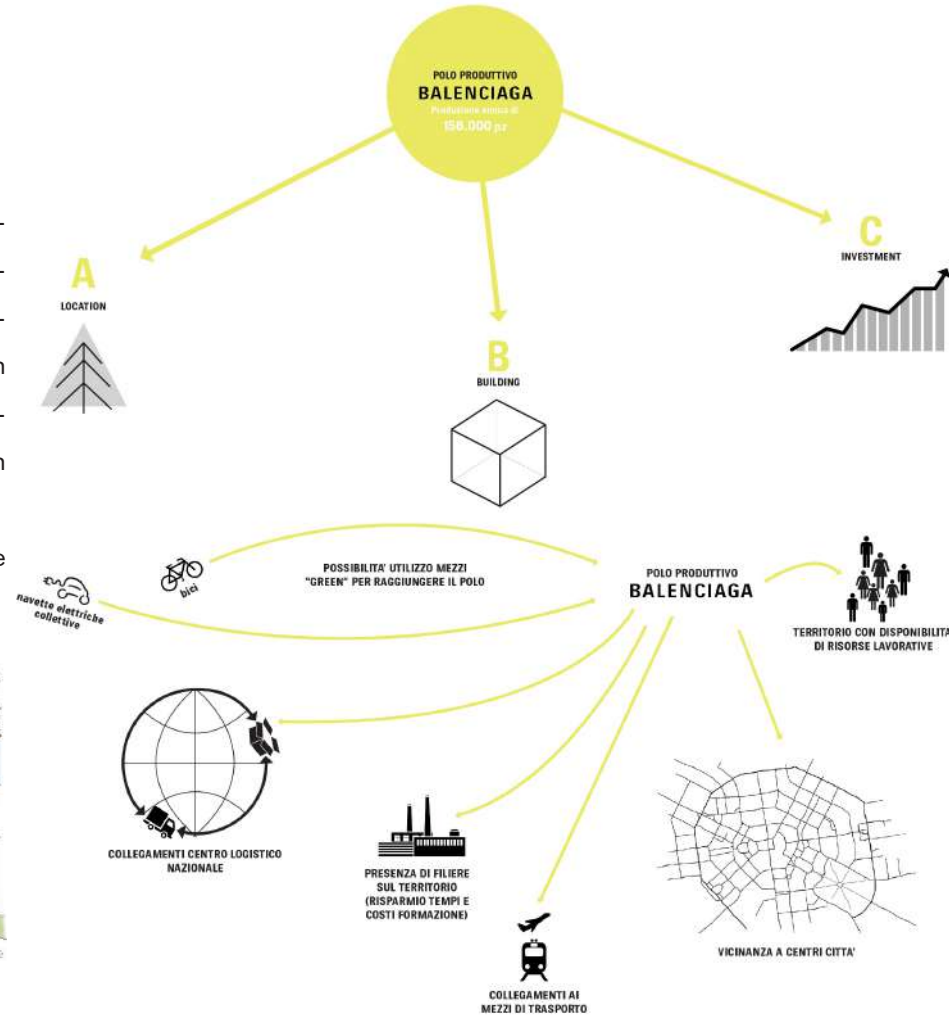 POLO PRODUTTIVO
BALENCIAGA
Produzione annua di
156.000 pz
A
LOCATION
B
BUILDING
C
INVESTMENT
bici
navette elettriche
collettive
POSSIBILITA' UTILIZZO MEZZI
"GREEN" PER RAGGIUNGERE IL POLO
POLO PRODUTTIVO
BALENCIAGA
TERRITORIO CON DISPONIBILITA'
DI RISORSE LAVORATIVE
COLLEGAMENTI CENTRO LOGISTICO
NAZIONALE
PRESENZA DI FILIERE
SUL TERRITORIO
(RISPARMIO TEMPI E
COSTI FORMAZIONE)
COLLEGAMENTI AI
MEZZI DI TRASPORTO
VICINANZA A CENTRI CITTA'